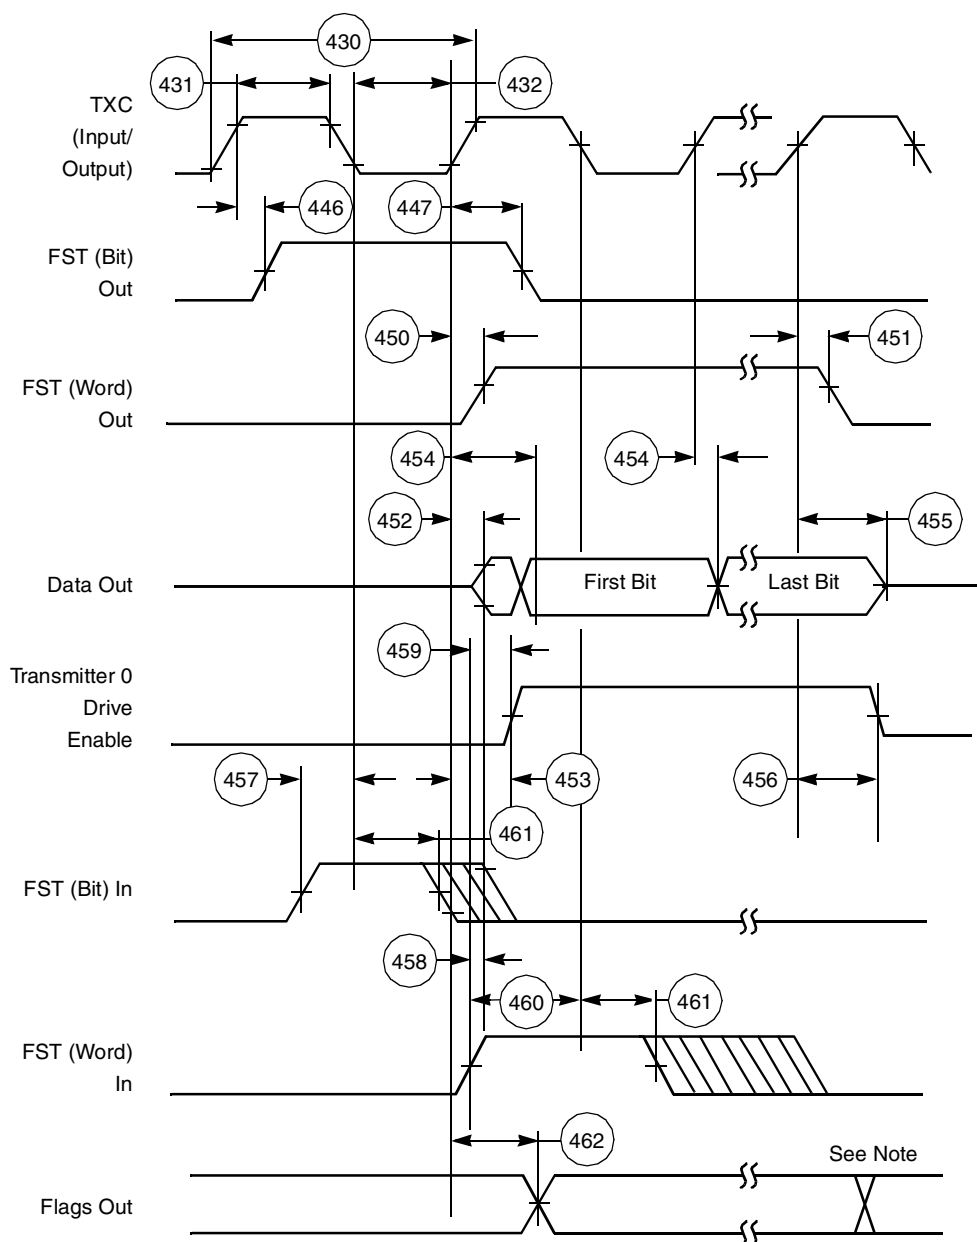 430
431
432
TXC
(Input/
Output)
446
447
FST (Bit)
Out
450
451
FST (Word)
Out
454
454
452
455
Data Out
First Bit
Last Bit
459
Transmitter 0
Drive
Enable
457
453
456
461
FST (Bit) In
458
460
461
FST (Word)
In
462
See Note
Flags Out